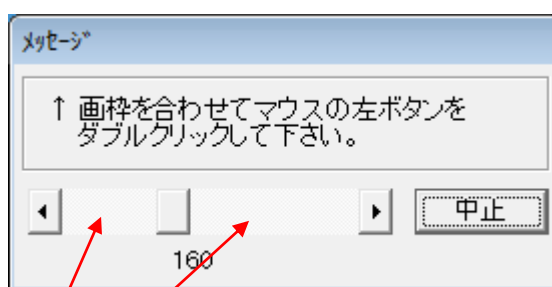 メッセージ
↑ 画枠を合わせてマウスの左ボタンを
ダブルクリックして下さい。
中止
160